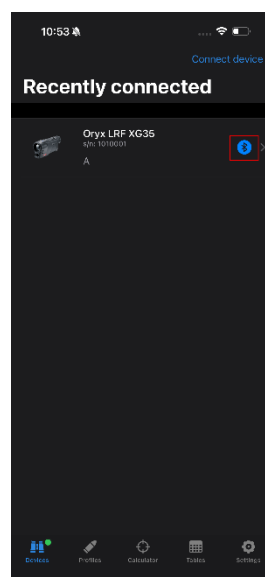 10:53
Connect device
Recently connected
Oryx LRF XG35
s/n: 1010001
A
Devices
Profiles
Calculator
Tables
Settings